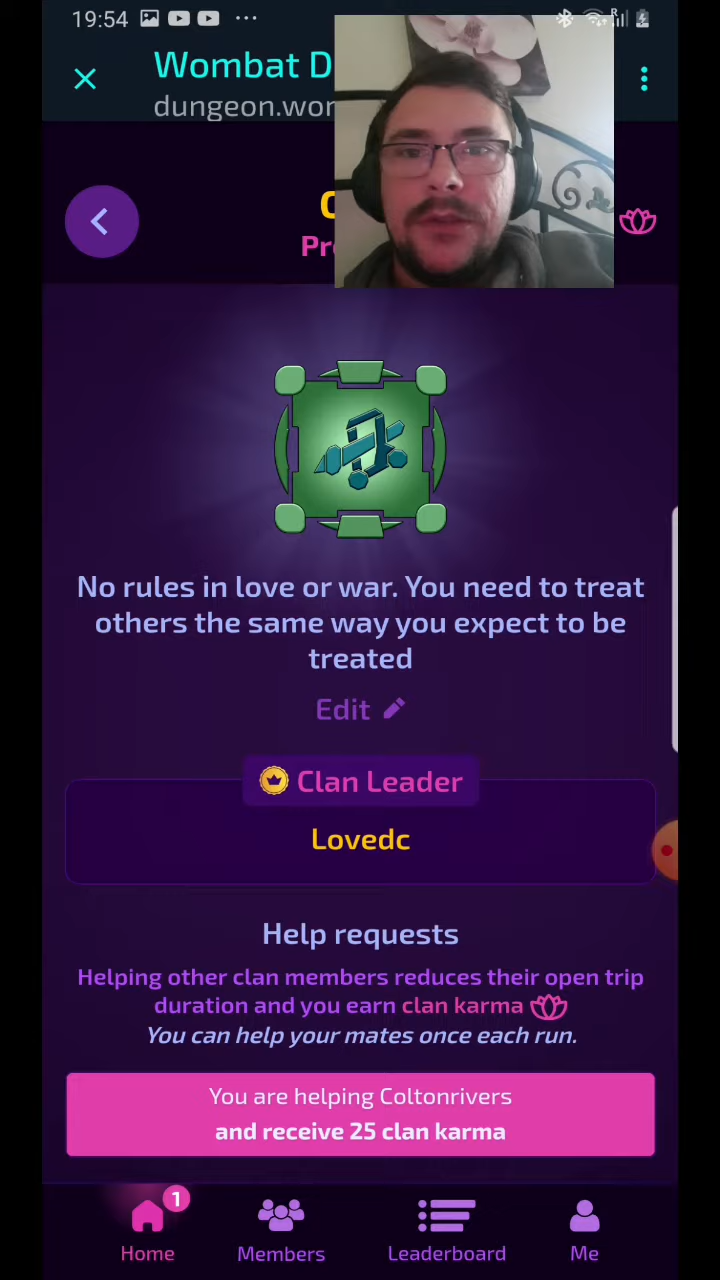 19:54
Wombat D
dungeon.wor
No rules in love or war. You need to treat
others the same way you expect to be
treated
Edit
Clan Leader
Lovedc
Help requests
Helping other clan members reduces their open trip
duration and you earn clan karma
You can help your mates once each run.
You are helping Coltonrivers
and receive 25 clan karma
1
Home
Members
Leaderboard
Me